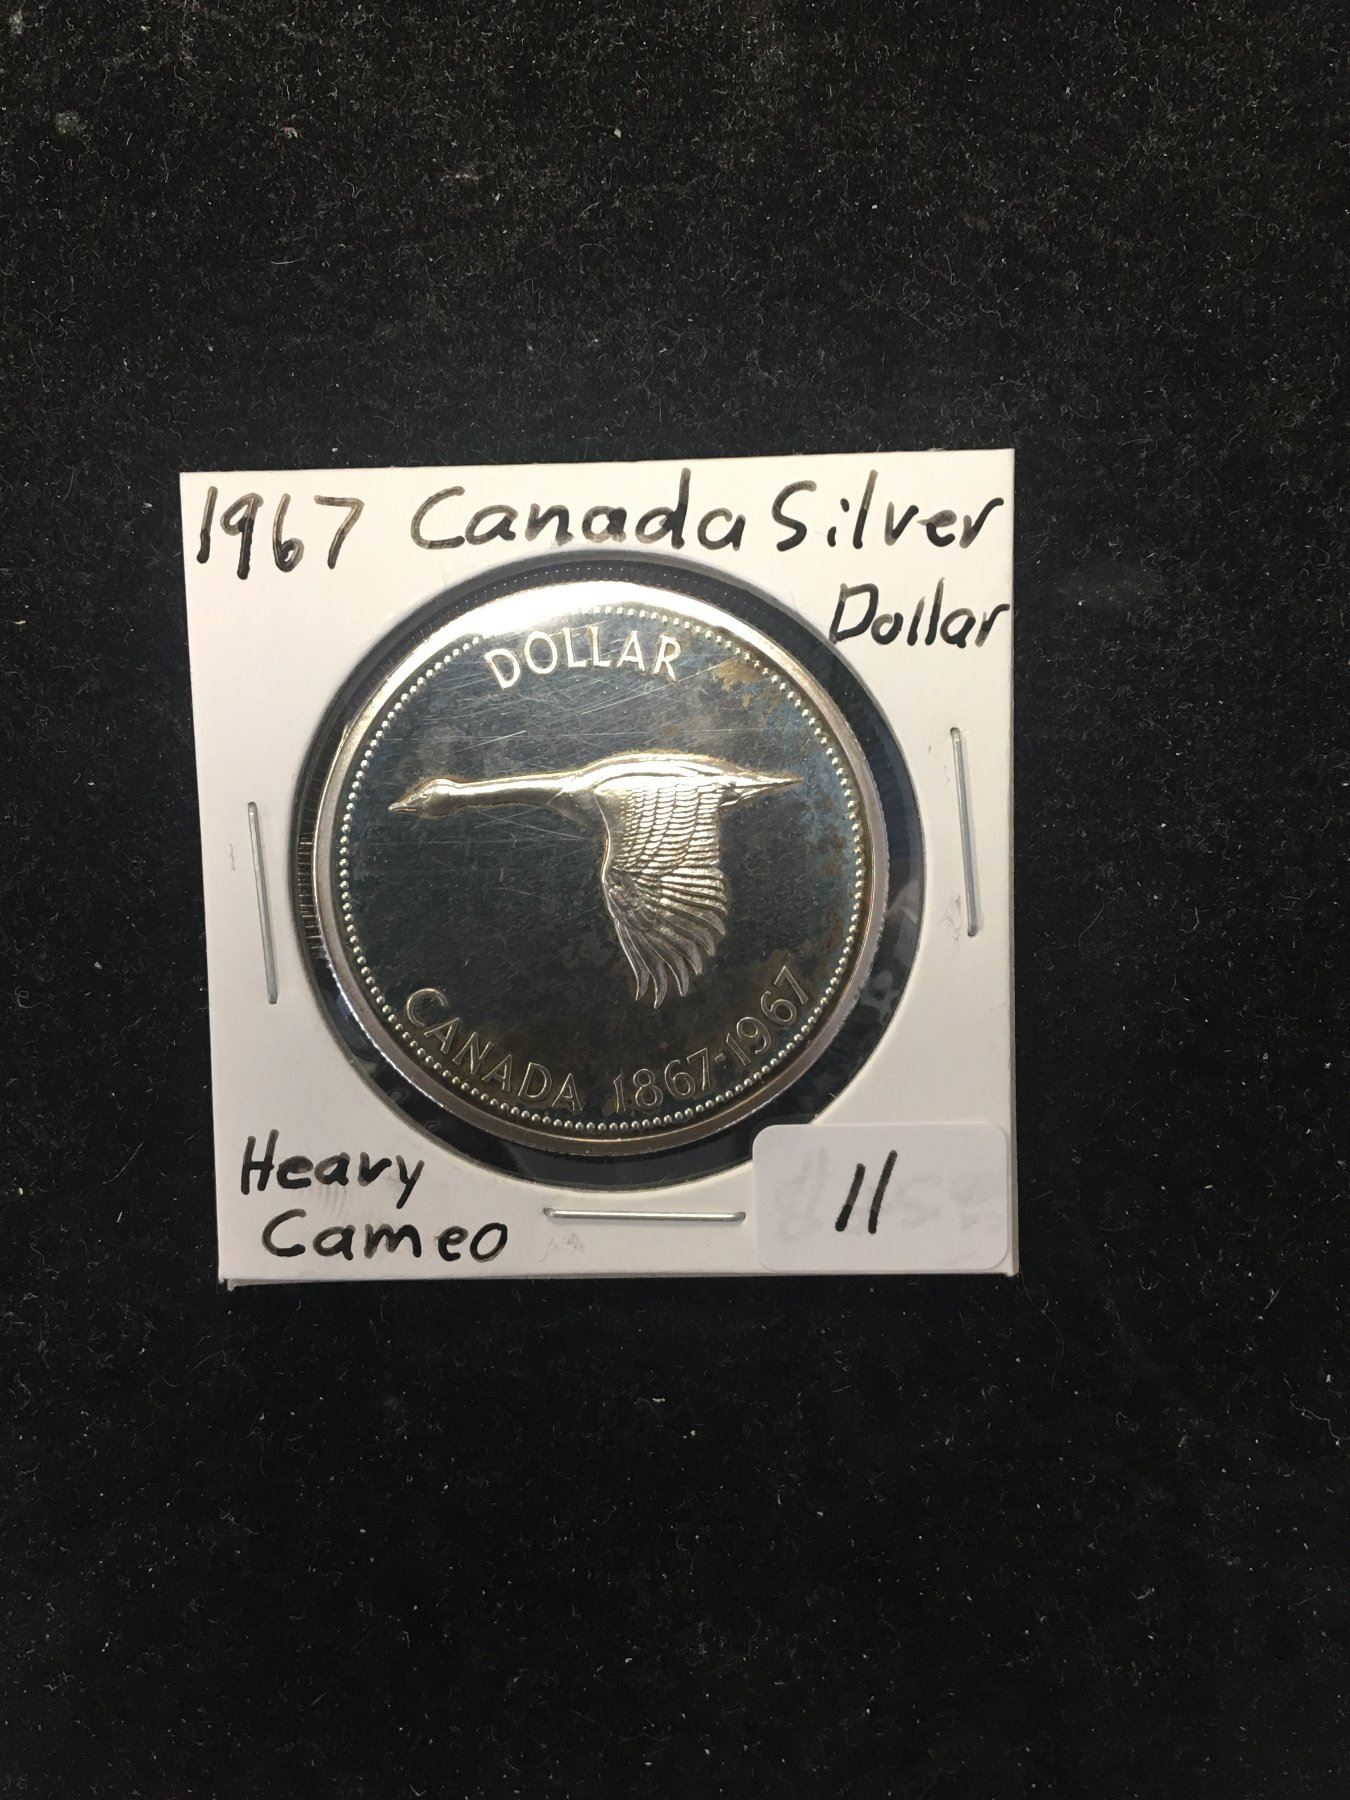 1967 Canada Silver
Dollar
DOLLAR
CANADA 1867-1967
Heavy
Cameo
11